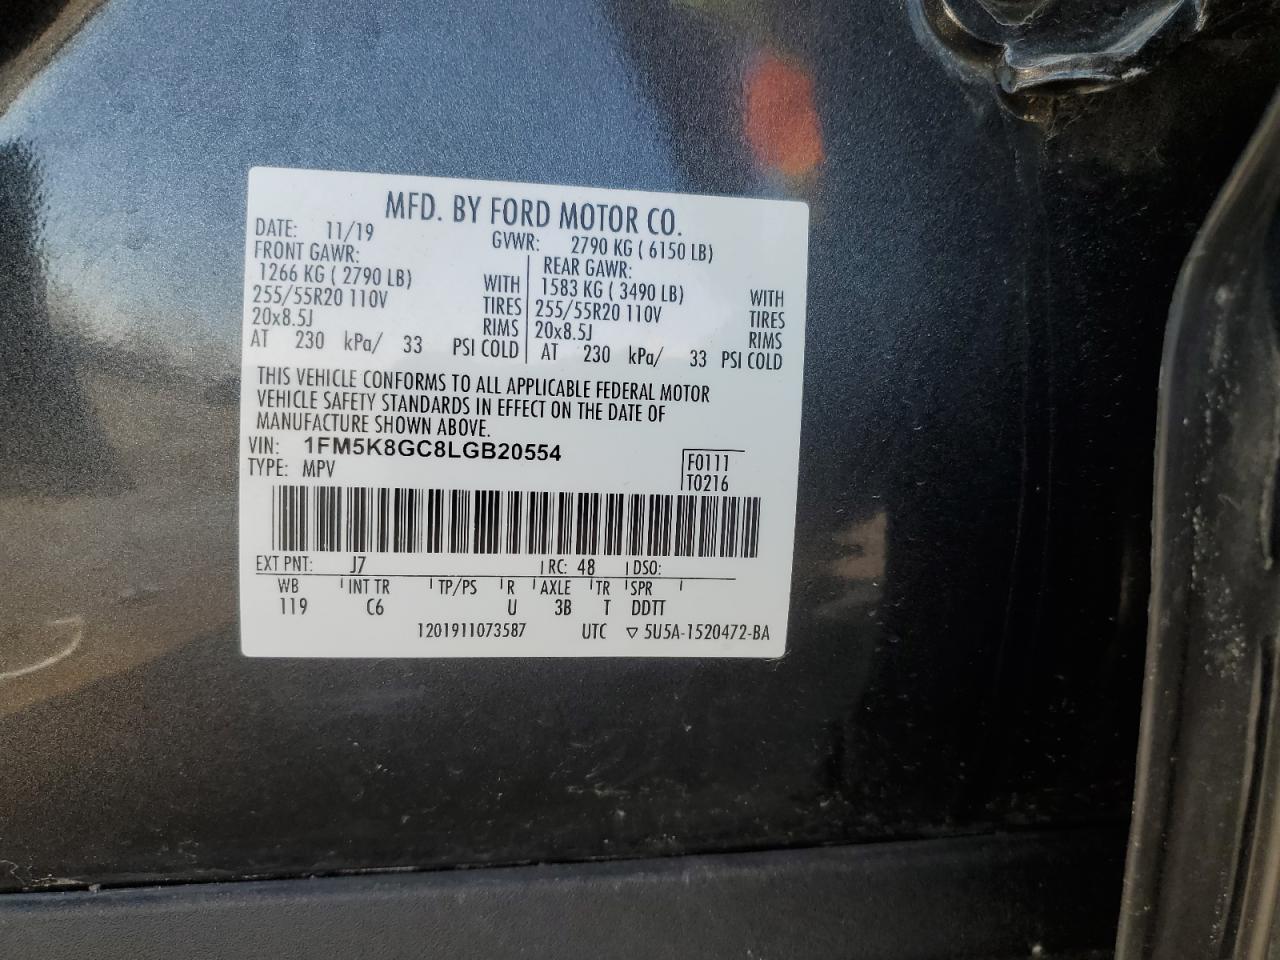 MFD. BY FORD MOTOR CO.
DATE: 11/19 GVWR: 2790 KG ( 6150 LB)
FRONT GAWR: REAR GAWR:
1266 KG ( 2790 LB) WITH 1583 KG ( 3490 LB) WITH
255/55R20 110V TIRES 255/55R20 110V TIRES
20x8.5J RIMS 20x8.5J RIMS
AT 230 kPa/ 33 PSI COLD AT 230 kPa/ 33 PSI COLD
THIS VEHICLE CONFORMS TO ALL APPLICABLE FEDERAL MOTOR
VEHICLE SAFETY STANDARDS IN EFFECT ON THE DATE OF
MANUFACTURE SHOWN ABOVE.
VIN: 1FM5K8GC8LGB20554 F0111
TYPE: MPV T0216
EXT PNT: J7 RC: 48 DSO:
WB INT TR TP/PS R AXLE TR SPR
119 C6 U 3B T DDTT
1201911073587 UTC ▽ 5U5A-1520472-BA